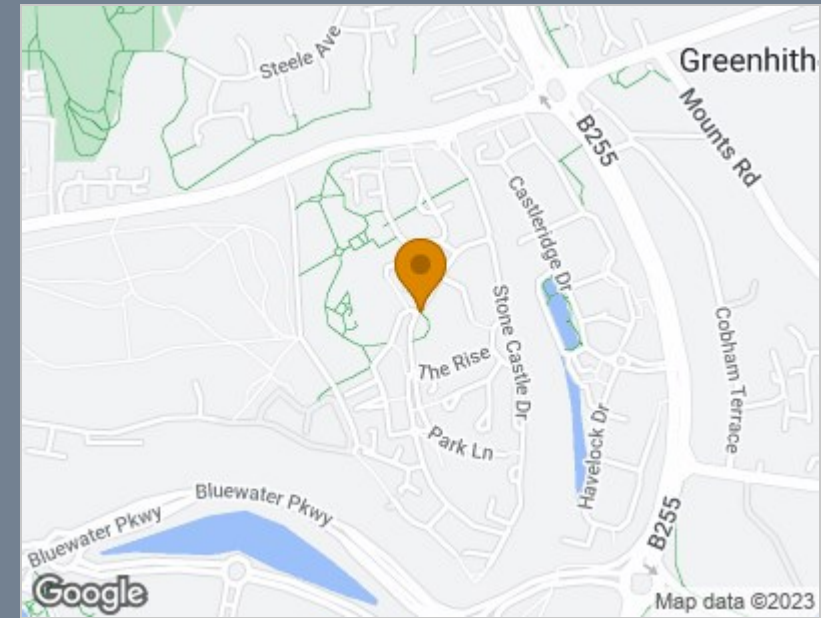 Steele Ave
Greenhith
B255
Mounts Rd
Castleridge Dr
Stone Castle Dr
Cobham Terrace
The Rise
Havelock Dr
Park Ln
Bluewater Pkwy
Bluewater Pkwy
B255
Google
Map data ©2023